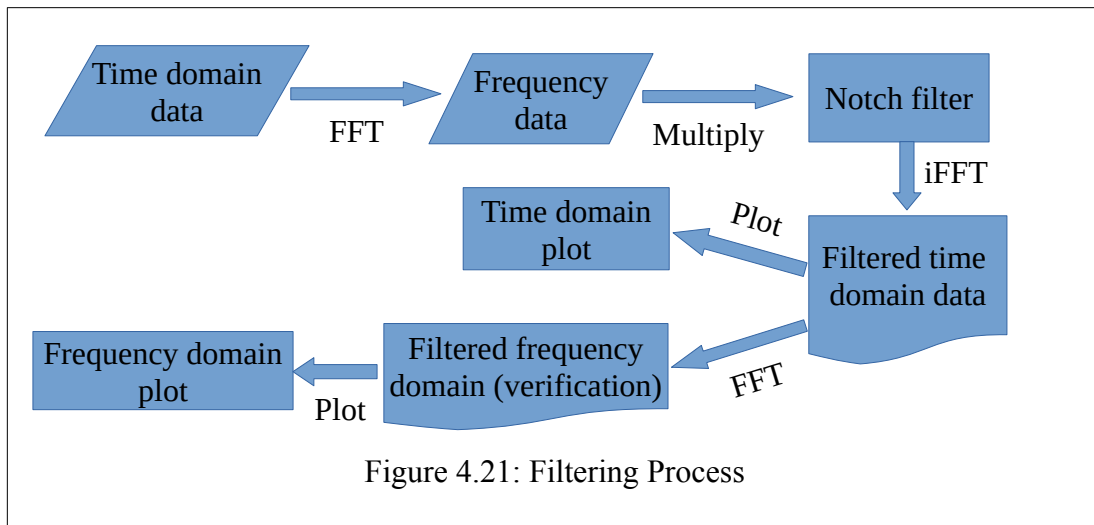 Time domain
data
FFT
Frequency
data
Multiply
Notch filter
iFFT
Filtered time
domain data
Plot
Time domain
plot
FFT
Filtered frequency
domain (verification)
Plot
Frequency domain
plot
Figure 4.21: Filtering Process